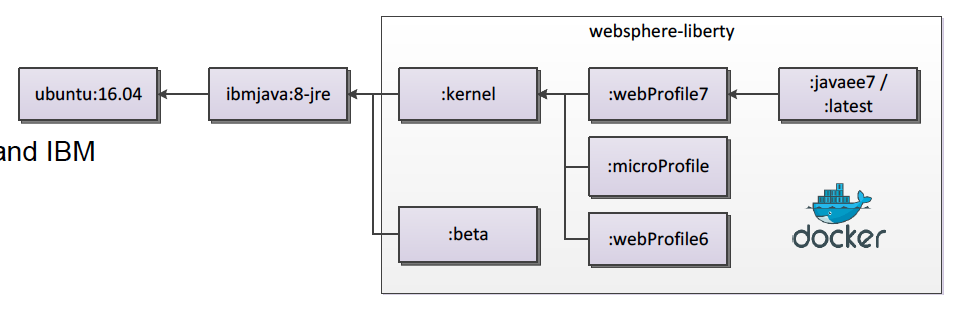 websphere-liberty
ubuntu:16.04
ibmjava:8-jre
:kernel
:webProfile7
:javaee7 /
:latest
and IBM
:microProfile
:beta
:webProfile6
docker